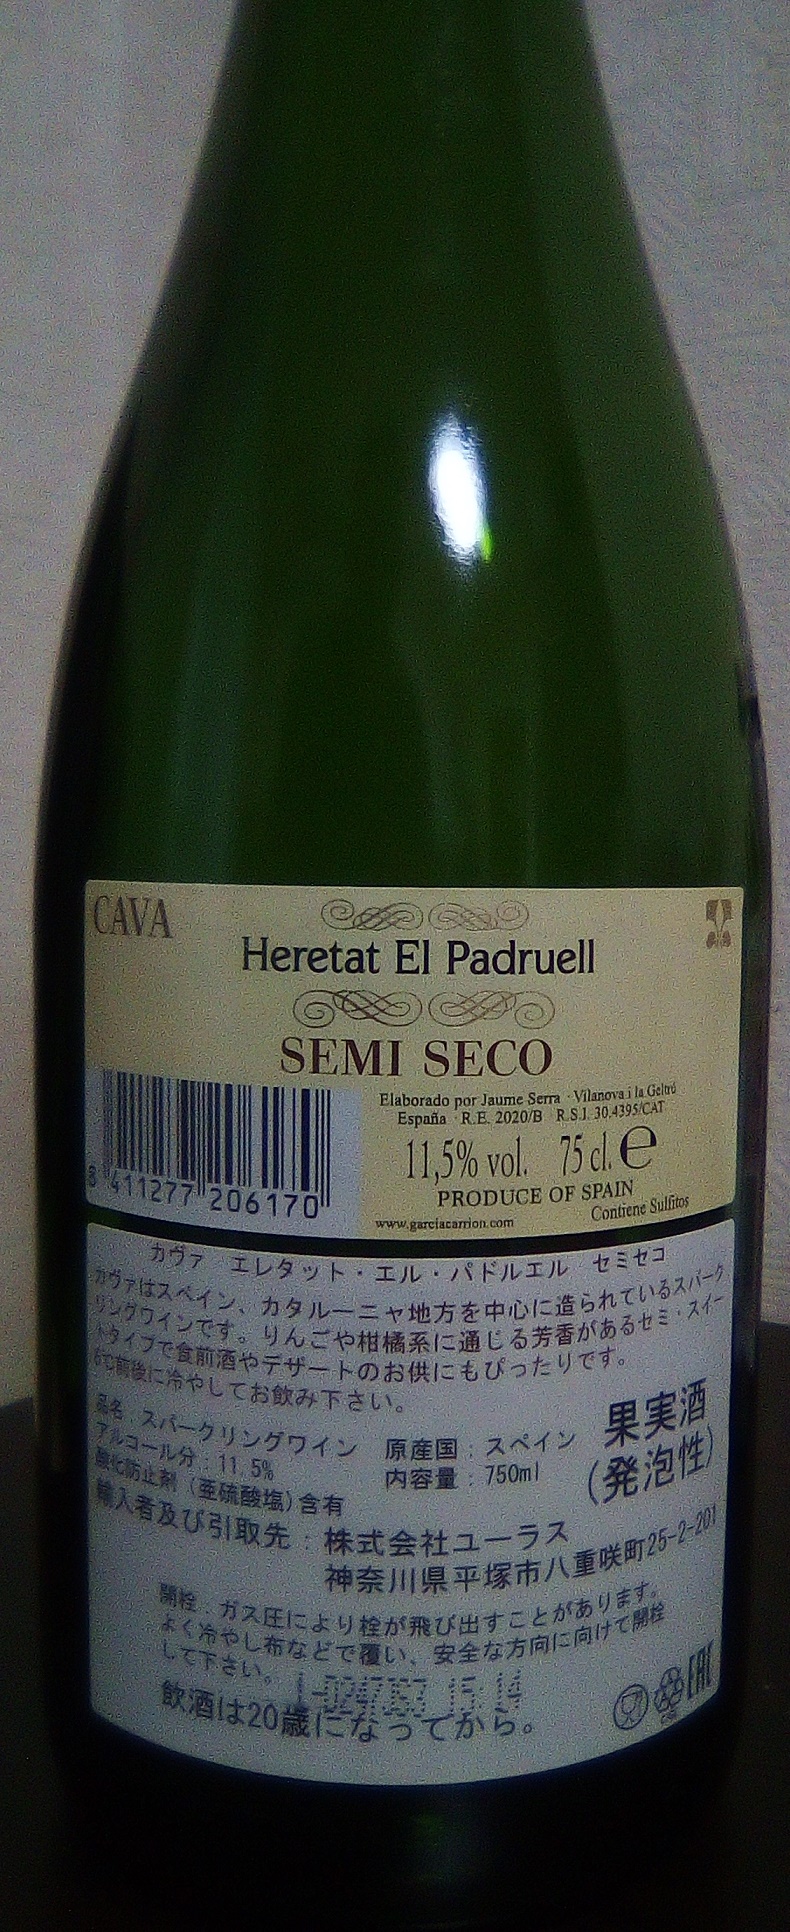 CAVA
Heretat El Padruell
SEMI SECO
Elaborado por Jaume Serra · Vilanova i la Geltrú
España · R.E. 2020/B R.S.I. 30.4395/CAT
11,5% vol. 75 cl. e
PRODUCE OF SPAIN
Contiene Sulfitos
www.garciacarrion.com
8 411277 206170
カヴァ エレタット・エル・パドルエル セミセコ
カヴァはスペイン、カタルーニャ地方を中心に造られているスパーク
リングワインです。りんごや柑橘系に通じる芳香があるセミ・スイー
トタイプで食前酒やデザートのお供にもぴったりです。
6℃前後に冷やしてお飲み下さい。
品名：スパークリングワイン 原産国：スペイン
アルコール分：11.5% 内容量：750ml
酸化防止剤（亜硫酸塩)含有
果実酒
(発泡性)
輸入者及び引取先：株式会社ユーラス
神奈川県平塚市八重咲町25-2-201
開栓：ガス圧により栓が飛び出すことがあります。
よく冷やし布などで覆い、安全な方向に向けて開栓
して下さい。
飲酒は20歳になってから。
EAC